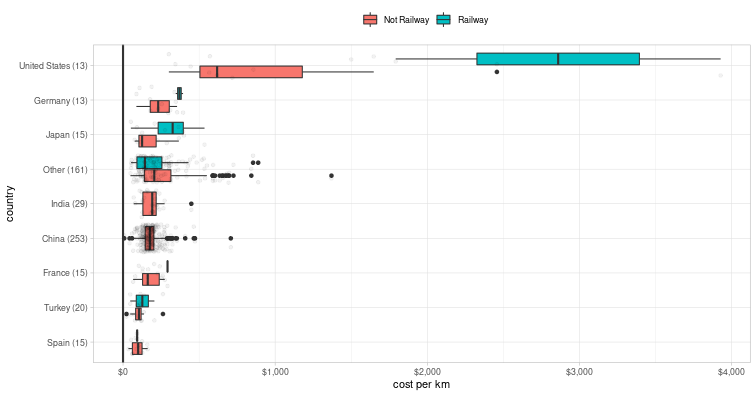 Not Railway Railway
United States (13)
Germany (13)
Japan (15)
Other (161)
India (29)
China (253)
France (15)
Turkey (20)
Spain (15)
country
$0 $1,000 $2,000 $3,000 $4,000
cost per km